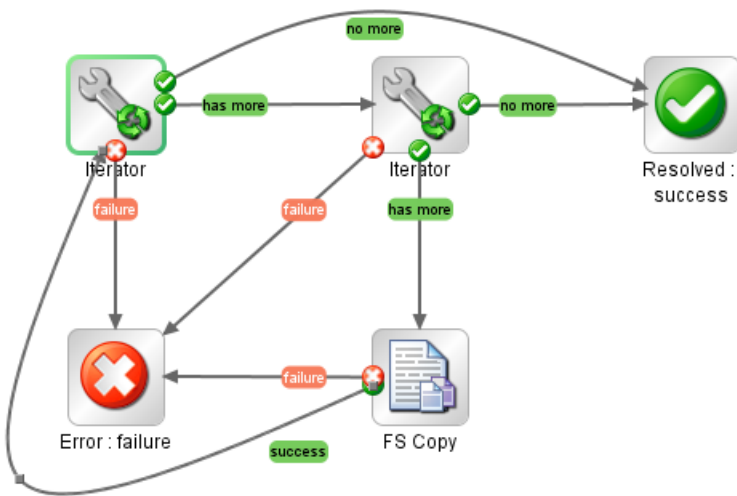 no more
has more
no more
Iterator
Iterator
Resolved :
success
failure
failure
has more
failure
Error : failure
FS Copy
success